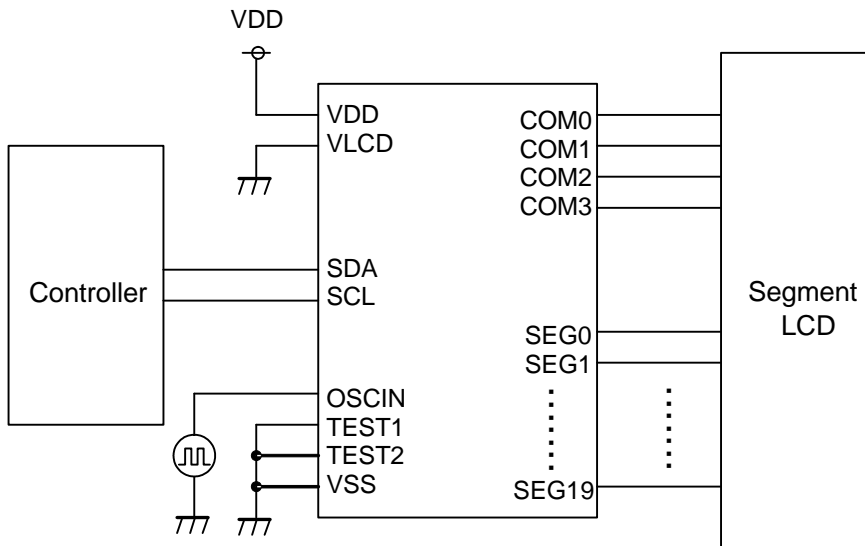 VDD
VDD
VLCD
SDA
SCL
OSCIN
TEST1
TEST2
VSS
COM0
COM1
COM2
COM3
SEG0
SEG1
SEG19
Controller
Segment
LCD